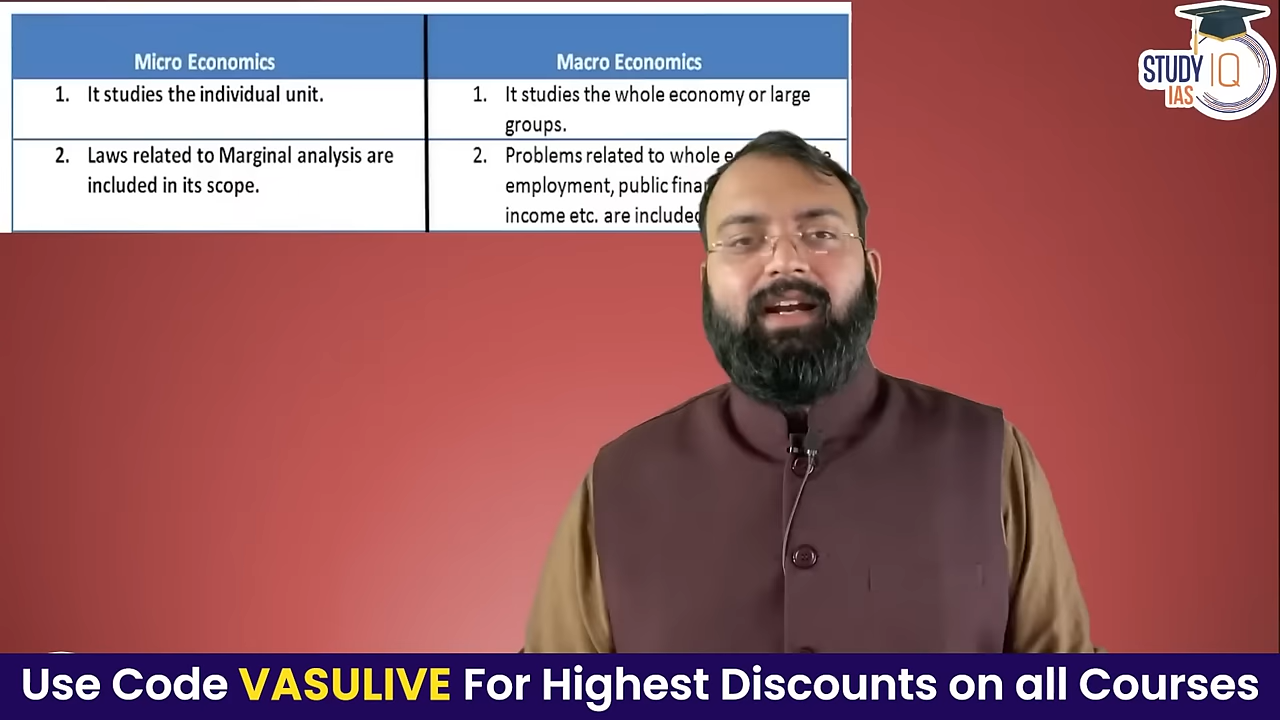 Micro Economics
Macro Economics
1. It studies the individual unit.
1. It studies the whole economy or large
groups.
2. Laws related to Marginal analysis are
included in its scope.
2. Problems related to whole
employment, public
income etc. are included
STUDY IQ
IAS
Use Code VASULIVE For Highest Discounts on all Courses